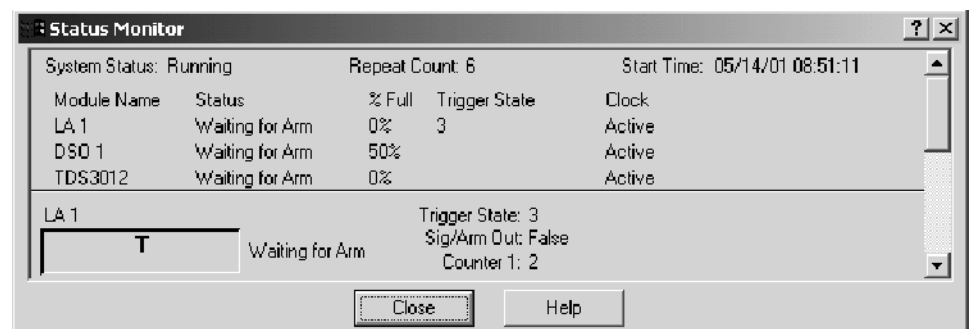 Status Monitor
System Status: Running Repeat Count: 6 Start Time: 05/14/01 08:51:11
Module Name Status % Full Trigger State Clock
LA 1 Waiting for Arm 0% 3 Active
DSO 1 Waiting for Arm 50% Active
TDS3012 Waiting for Arm 0% Active
LA 1 Trigger State: 3
T Waiting for Arm Sig/Arm Out: False
Counter 1: 2
Close Help